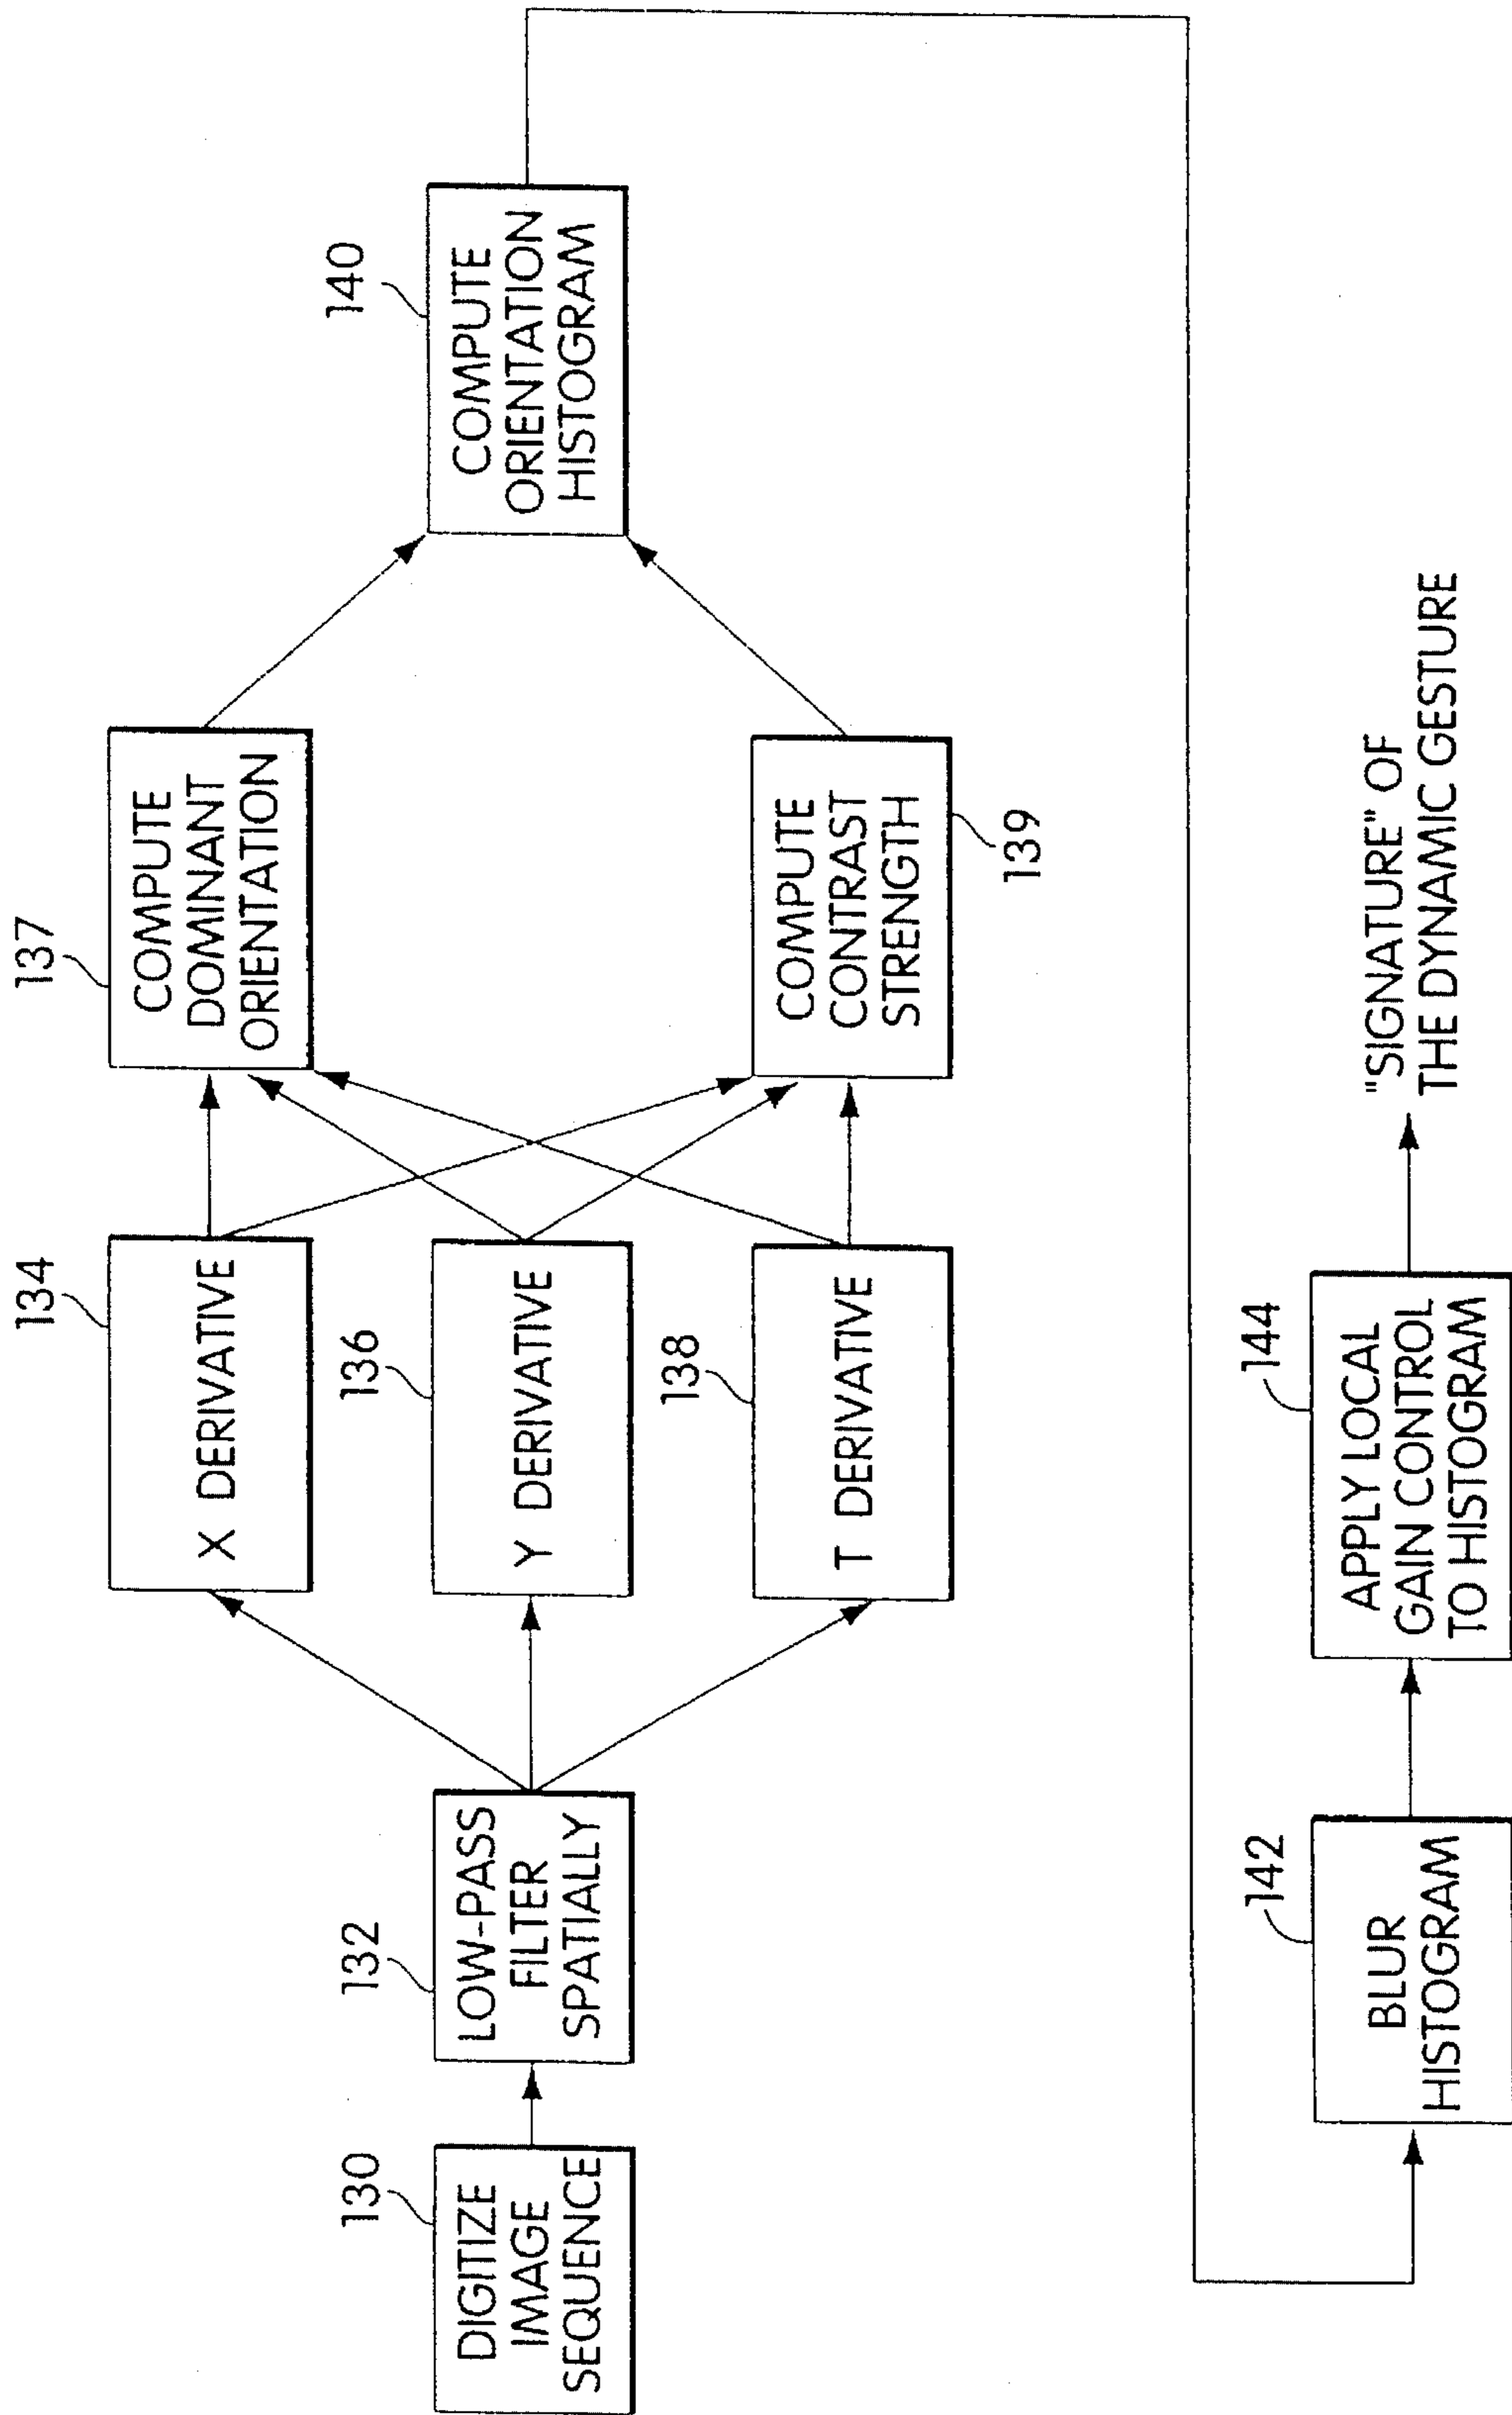 130
DIGITIZE
IMAGE
SEQUENCE
132
LOW-PASS
FILTER
SPATIALLY
134
X DERIVATIVE
136
Y DERIVATIVE
138
T DERIVATIVE
137
COMPUTE
DOMINANT
ORIENTATION
COMPUTE
CONTRAST
STRENGTH
139
140
COMPUTE
ORIENTATION
HISTOGRAM
142
BLUR
HISTOGRAM
144
APPLY LOCAL
GAIN CONTROL
TO HISTOGRAM
"SIGNATURE" OF
THE DYNAMIC GESTURE